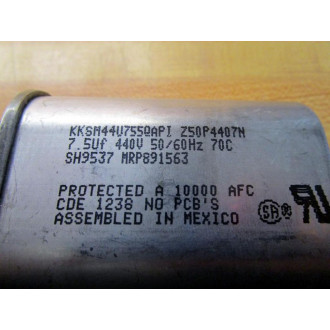 KKSM44U755QAPI Z50P4407N
7.5Uf 440V 50/60Hz 70C
SH9537 MRP891563
PROTECTED A 10000 AFC
CDE 1238 NO PCB'S
ASSEMBLED IN MEXICO
SA